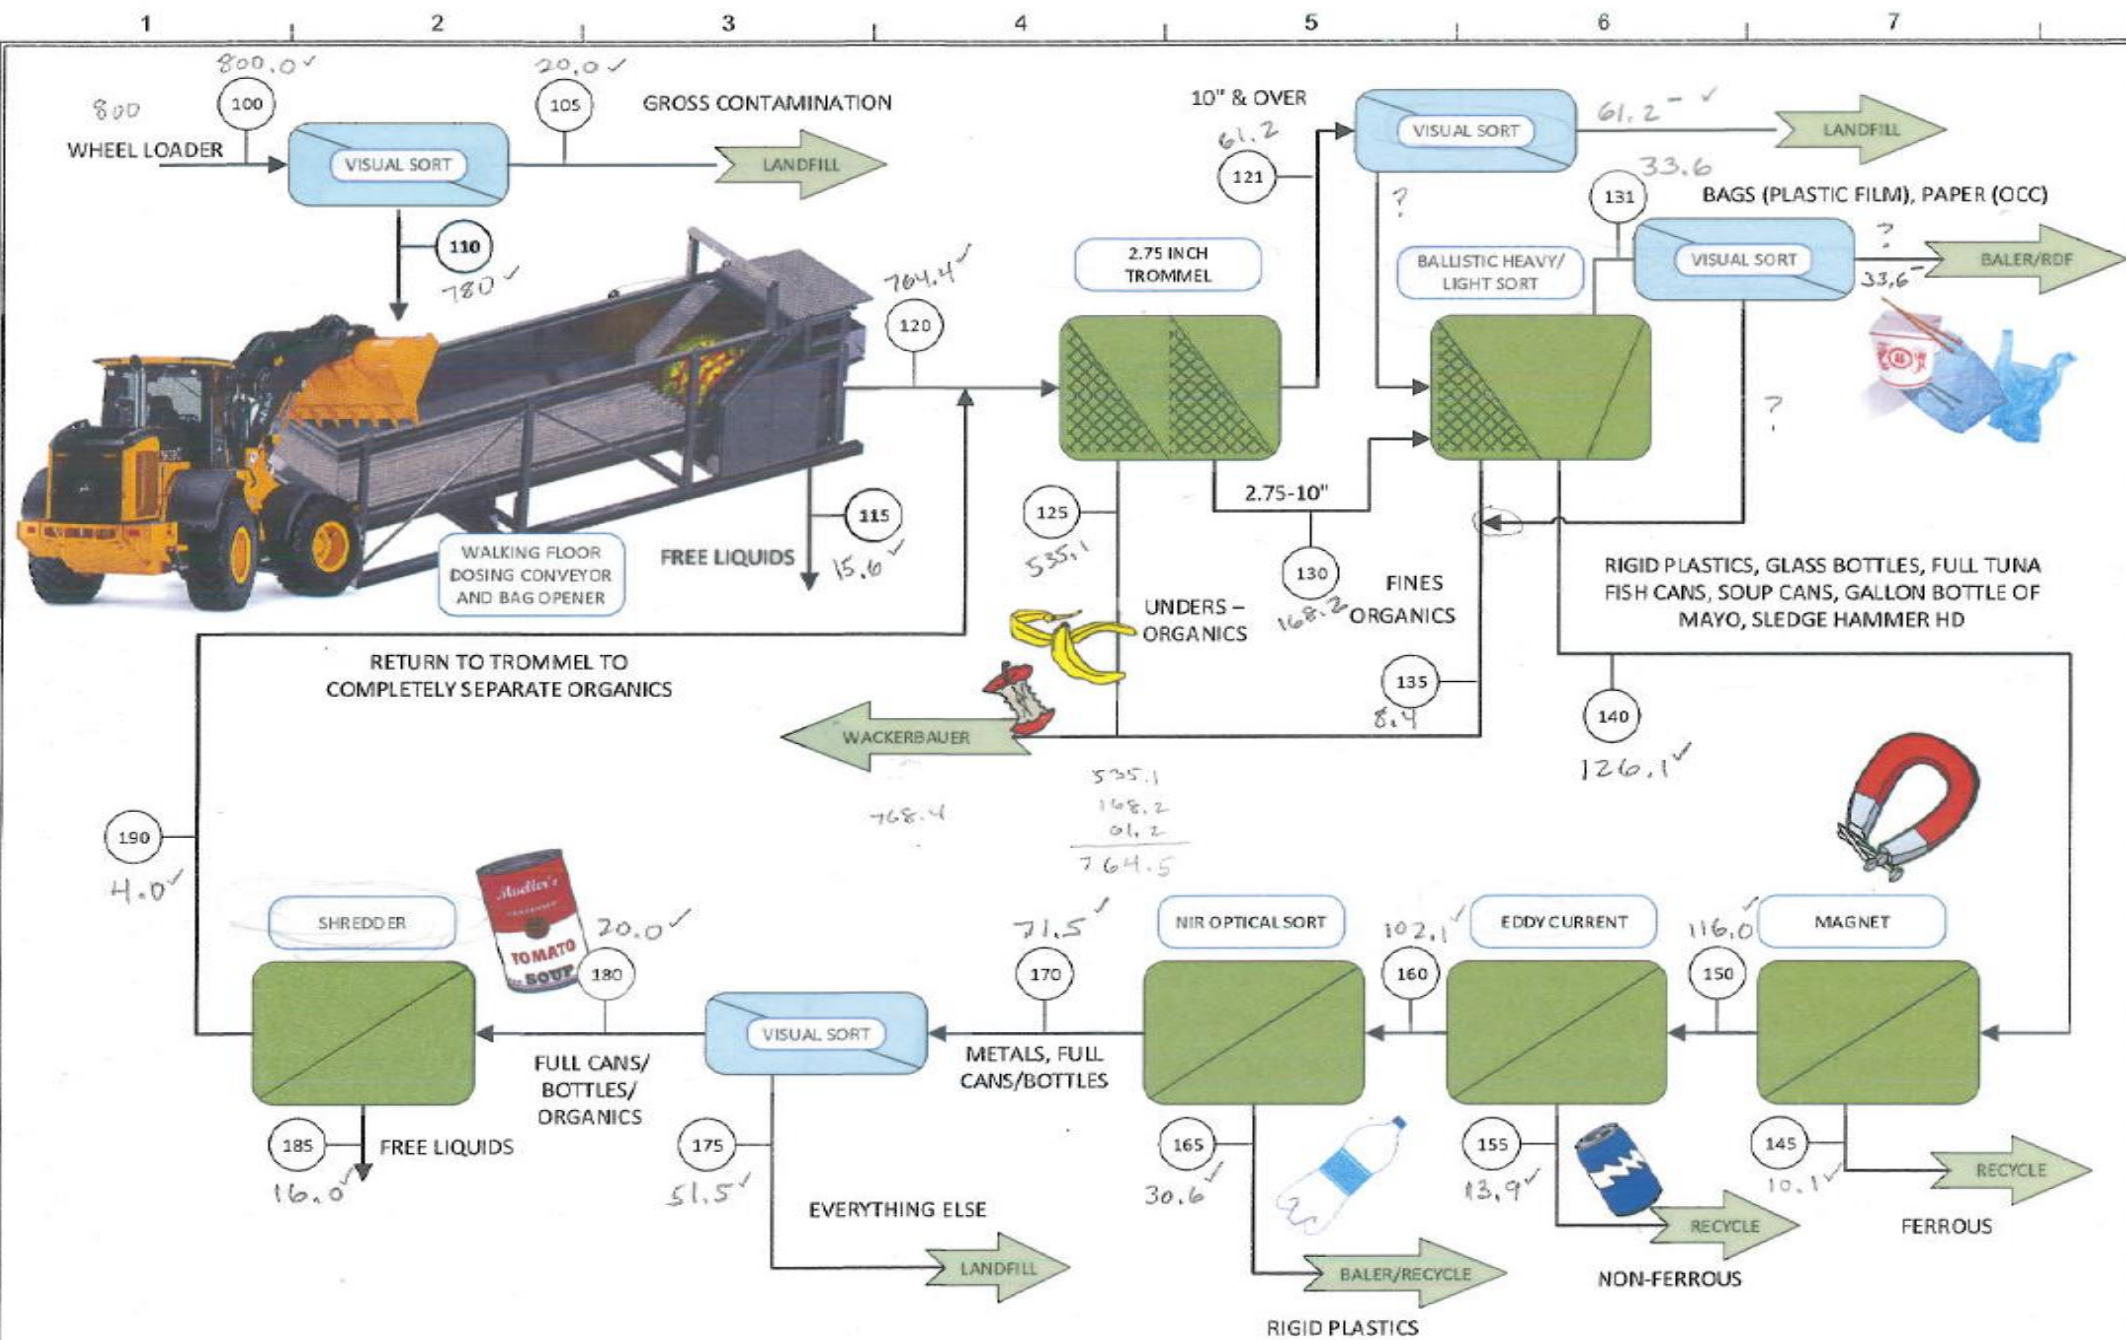 1 2 3 4 5 6 7
800.0 ✓
100
20.0 ✓
105
GROSS CONTAMINATION
800
WHEEL LOADER
VISUAL SORT
LANDFILL
110
780 ✓
10" & OVER
61.2
121
VISUAL SORT
61.2 - ✓
LANDFILL
?
33.6
131
BAGS (PLASTIC FILM), PAPER (OCC)
VISUAL SORT
?
33.6 -
BALER/RDF
?
764.4 ✓
120
2.75 INCH
TROMMEL
BALLISTIC HEAVY/
LIGHT SORT
WALKING FLOOR
DOSING CONVEYOR
AND BAG OPENER
FREE LIQUIDS
115
15.6 ✓
125
535.1
2.75-10"
130
168.2
UNDERS –
ORGANICS
FINES
ORGANICS
135
8.4
RIGID PLASTICS, GLASS BOTTLES, FULL TUNA
FISH CANS, SOUP CANS, GALLON BOTTLE OF
MAYO, SLEDGE HAMMER HD
140
126.1 ✓
RETURN TO TROMMEL TO
COMPLETELY SEPARATE ORGANICS
WACKERBAUER
768.4
535.1
168.2
61.2
764.5
190
4.0 ✓
SHREDDER
TOMATO
SOUP
20.0 ✓
180
71.5 ✓
170
NIR OPTICAL SORT
102.1 ✓
160
EDDY CURRENT
116.0 ✓
150
MAGNET
VISUAL SORT
FULL CANS/
BOTTLES/
ORGANICS
METALS, FULL
CANS/BOTTLES
185
FREE LIQUIDS
16.0 ✓
175
51.5 ✓
EVERYTHING ELSE
LANDFILL
165
30.6 ✓
BALER/RECYCLE
RIGID PLASTICS
155
13.9 ✓
RECYCLE
NON-FERROUS
145
10.1 ✓
RECYCLE
FERROUS